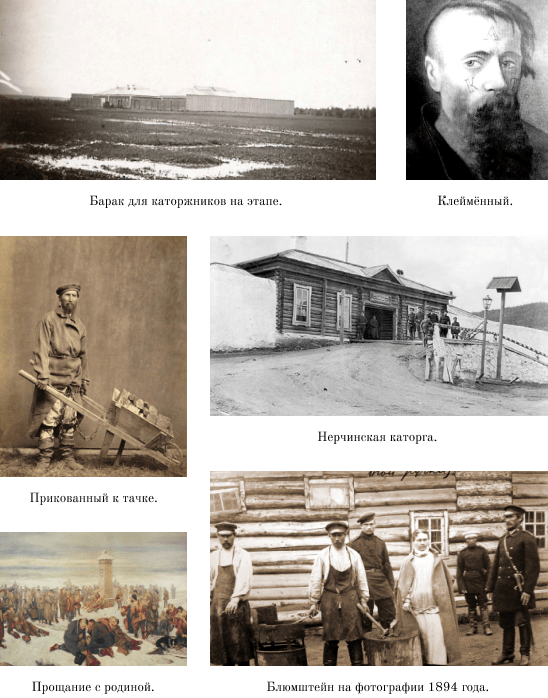 Барак для каторжников на этапе.
Клеймённый.
К А Т
Нерчинская каторга.
Прикованный к тачке.
Прощание с родиной.
Блюмштейн на фотографии 1894 года.